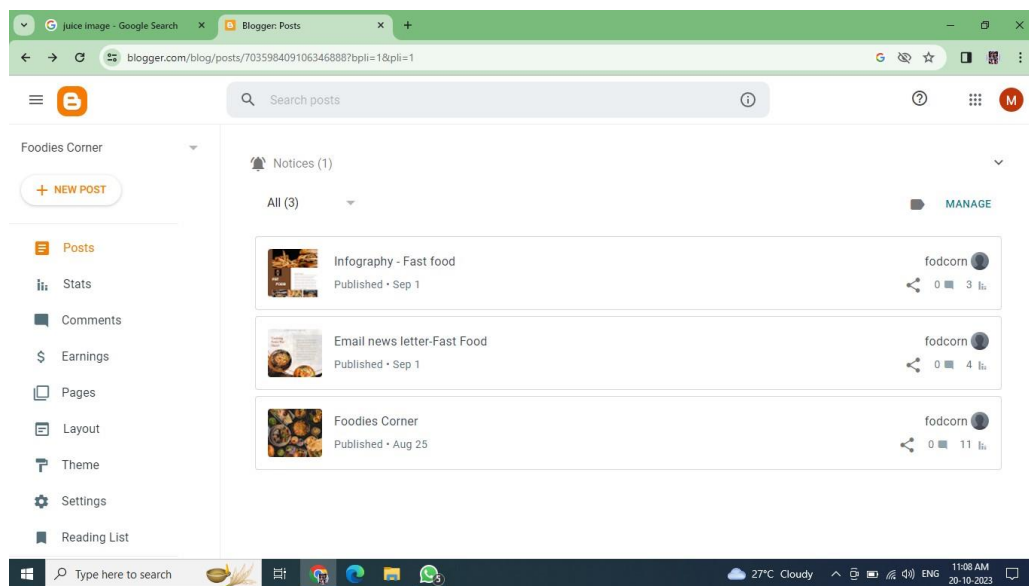 juice image - Google Search
Blogger: Posts
blogger.com/blog/posts/7035984091063468888?bpli=1&pli=1
Search posts
M
Foodies Corner
Notices (1)
NEW POST
All (3)
MANAGE
Posts
Infography - Fast food
fodcorn
Published • Sep 1
0
3
Stats
Comments
Email news letter-Fast Food
fodcorn
Published • Sep 1
0
4
Earnings
Pages
Foodies Corner
fodcorn
Published • Aug 25
0
11
Layout
Theme
Settings
Reading List
Type here to search
5
27°C Cloudy
ENG
11:08 AM
20-10-2023